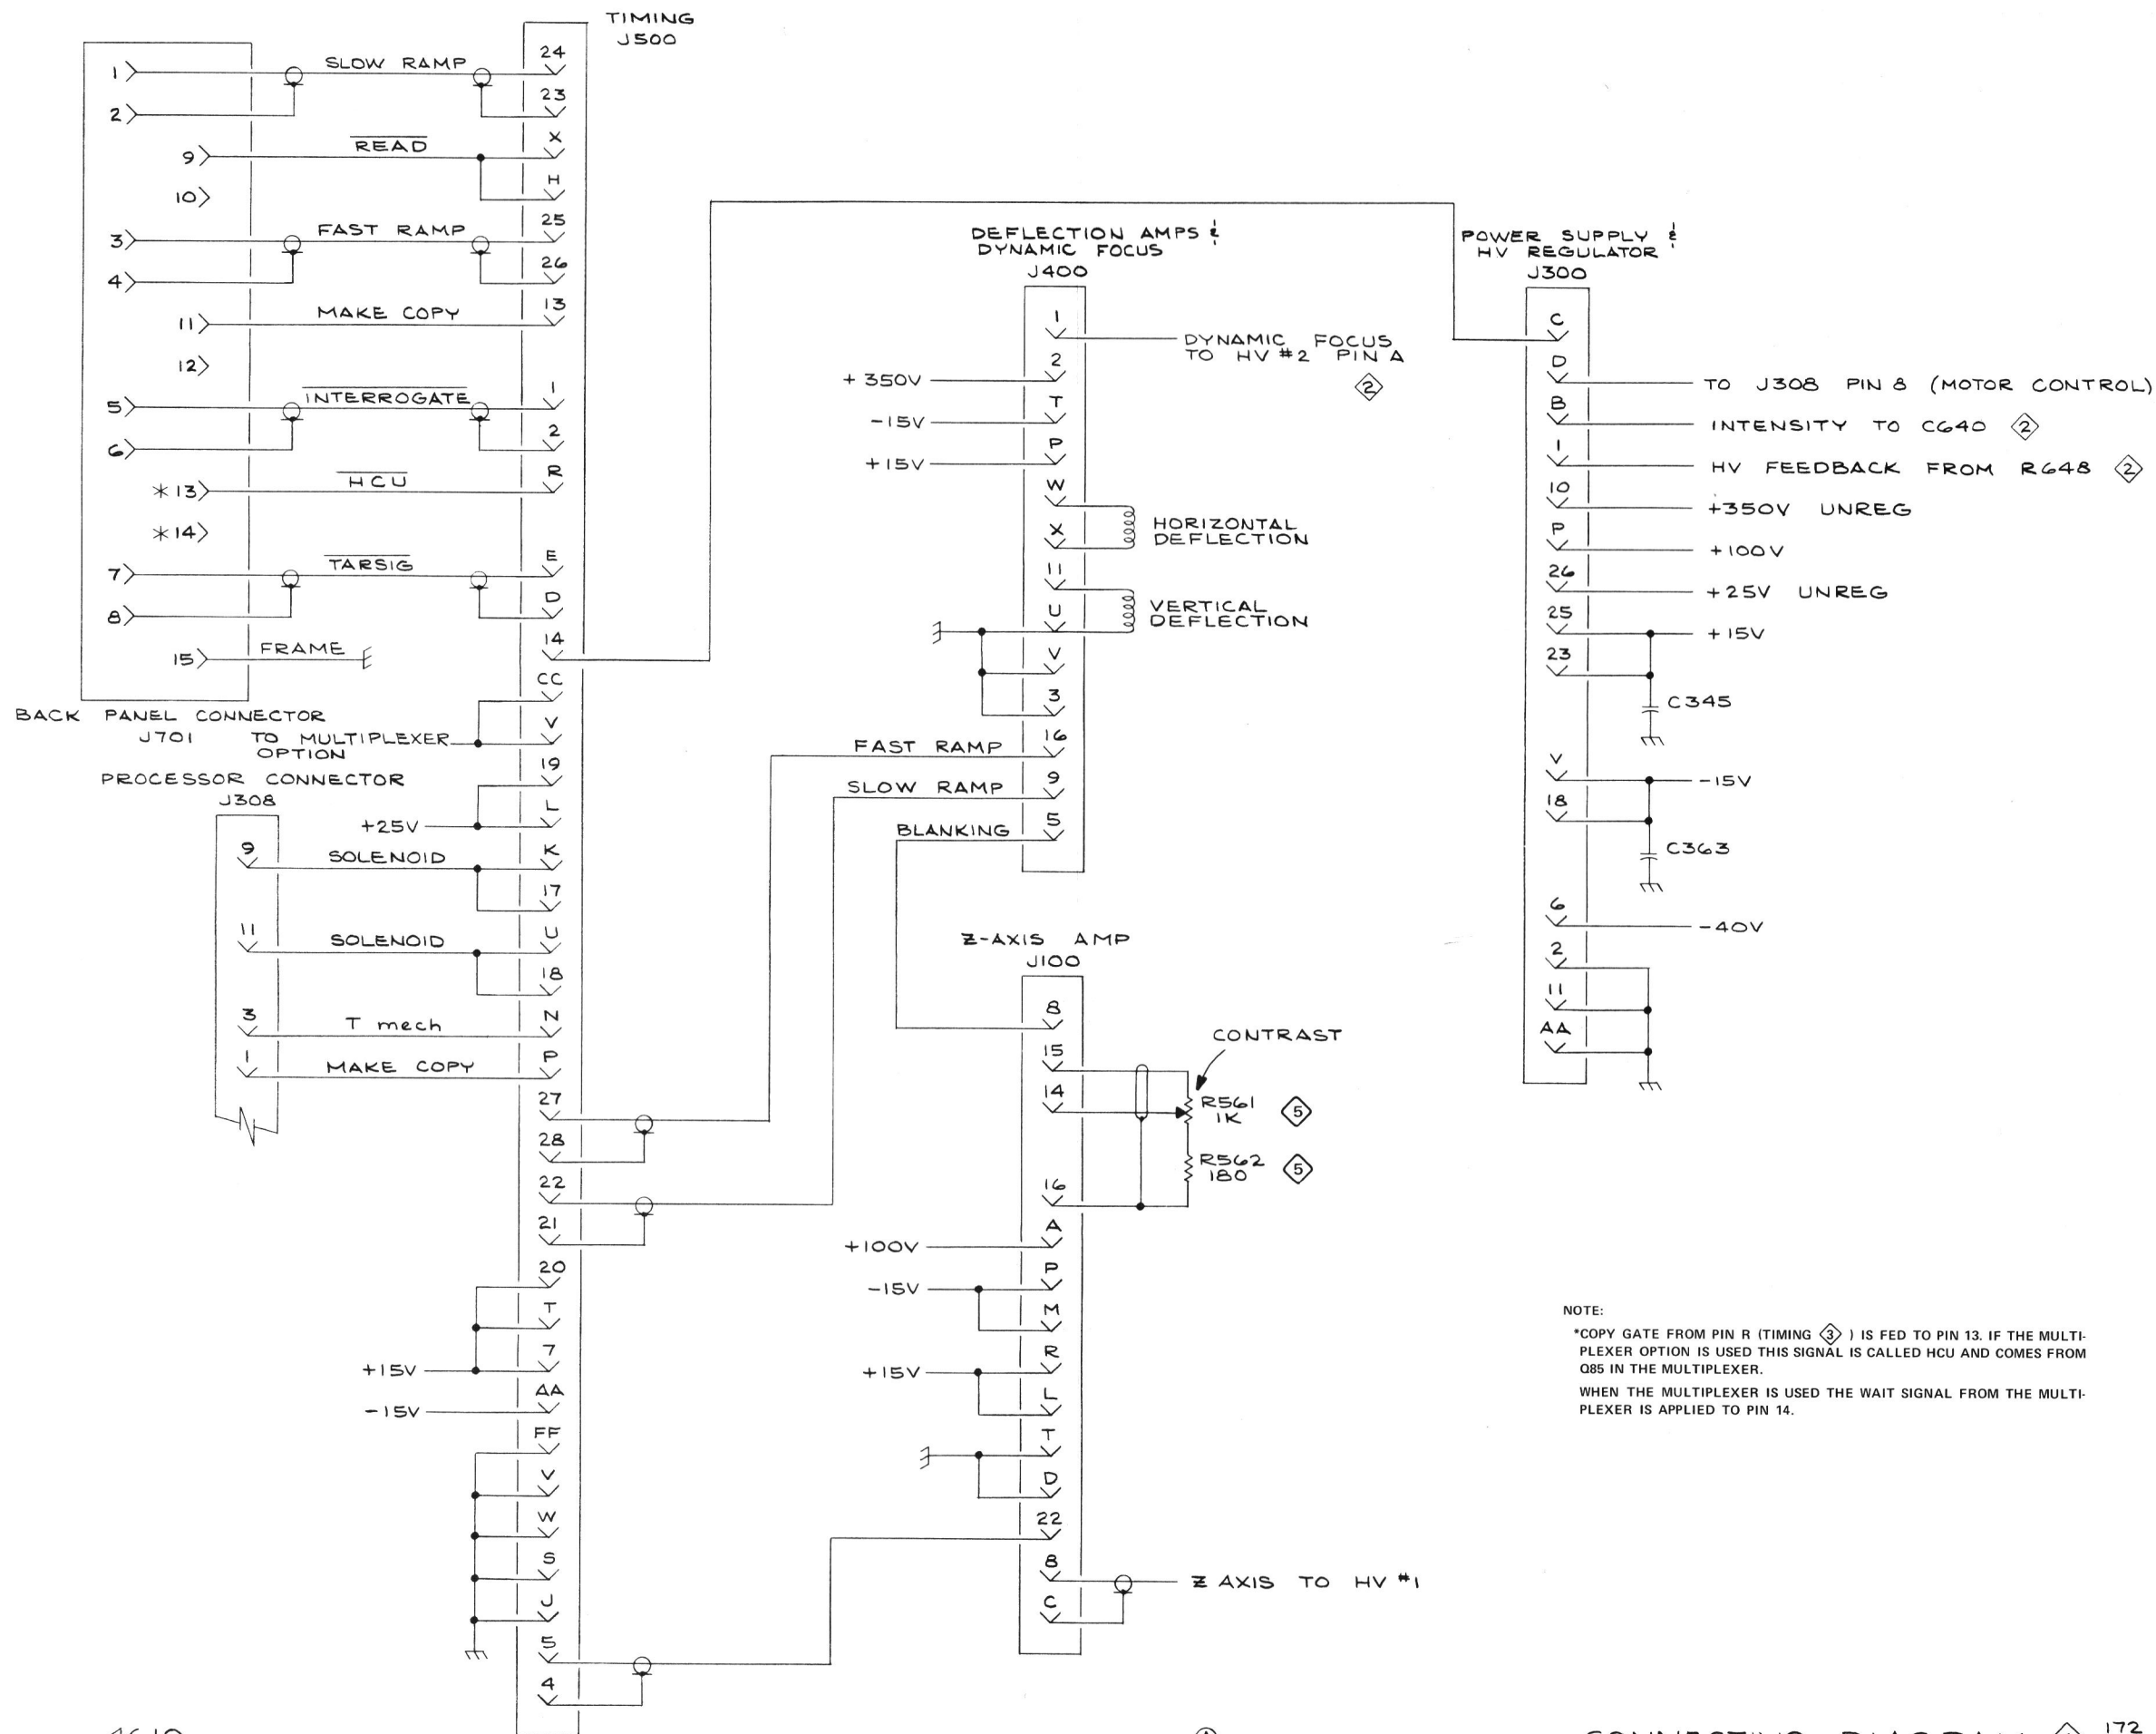 TIMING
J500
1
SLOW RAMP
24
2
23
9
READ
X
10
H
3
FAST RAMP
25
4
26
11
MAKE COPY
13
12
5
INTERROGATE
1
6
2
*13
HCU
R
*14
7
TARSIG
E
8
D
15
FRAME
14
BACK PANEL CONNECTOR
J701
CC
TO MULTIPLEXER
OPTION
V
PROCESSOR CONNECTOR
J308
19
+25V
L
9
SOLENOID
K
17
11
SOLENOID
U
18
3
T mech
N
1
MAKE COPY
P
27
28
22
21
20
T
+15V
7
-15V
AA
FF
V
W
S
J
5
4
DEFLECTION AMPS &
DYNAMIC FOCUS
J400
1
DYNAMIC FOCUS
TO HV #2 PIN A
2
+350V
2
-15V
T
+15V
P
W
X
HORIZONTAL
DEFLECTION
11
U
VERTICAL
DEFLECTION
V
3
FAST RAMP
16
SLOW RAMP
9
BLANKING
5
Z-AXIS AMP
J100
8
CONTRAST
15
14
R561
1K
5
R562
180
5
16
+100V
A
-15V
P
M
+15V
R
L
T
D
22
8
Z AXIS TO HV #1
C
POWER SUPPLY &
HV REGULATOR
J300
C
D
TO J308 PIN 8 (MOTOR CONTROL)
B
INTENSITY TO C640 2
1
HV FEEDBACK FROM R648 2
10
+350V UNREG
P
+100V
26
+25V UNREG
25
+15V
23
C345
V
-15V
18
C363
6
-40V
2
11
AA
NOTE:
*COPY GATE FROM PIN R (TIMING 3 ) IS FED TO PIN 13. IF THE MULTI-
PLEXER OPTION IS USED THIS SIGNAL IS CALLED HCU AND COMES FROM
Q85 IN THE MULTIPLEXER.
WHEN THE MULTIPLEXER IS USED THE WAIT SIGNAL FROM THE MULTI-
PLEXER IS APPLIED TO PIN 14.
CONNECTING DIAGRAM
172